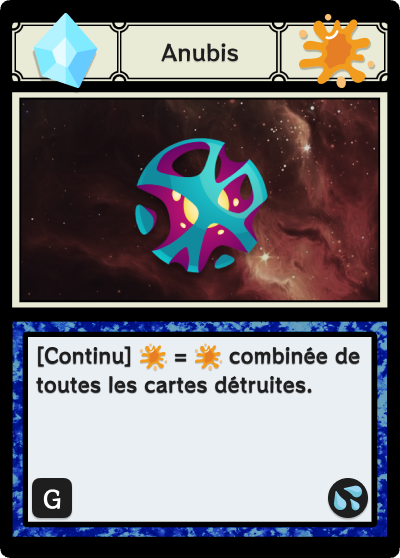 Anubis
[Continu] = combinée de
toutes les cartes détruites.
G